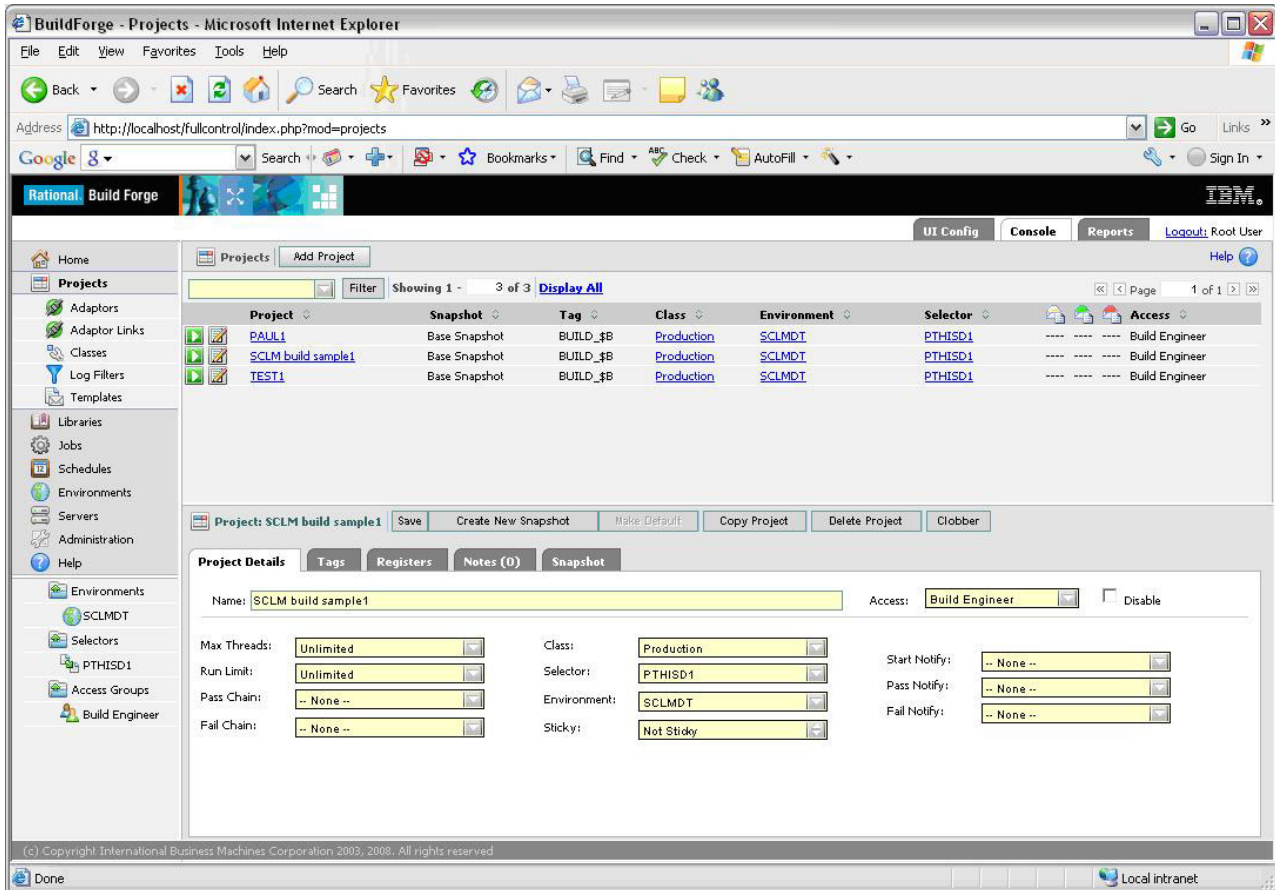 BuildForge - Projects - Microsoft Internet Explorer
File Edit View Favorites Tools Help
Back Search Favorites
Address http://localhost/fullcontrol/index.php?mod=projects Go Links »
Google Search Bookmarks Find ABC Check AutoFill Sign In
Rational. Build Forge IBM.
UI Config Console Reports Logout: Root User
Home
Projects
Adaptors
Adaptor Links
Classes
Log Filters
Templates
Libraries
Jobs
12 Schedules
Environments
Servers
Administration
Help
Environments
SCLMDT
Selectors
PTHISD1
Access Groups
Build Engineer
Projects Add Project Help
Filter Showing 1 - 3 of 3 Display All Page 1 of 1
Project Snapshot Tag Class Environment Selector Access
PAUL1 Base Snapshot BUILD_$B Production SCLMDT PTHISD1 ---- ---- ---- Build Engineer
SCLM build sample1 Base Snapshot BUILD_$B Production SCLMDT PTHISD1 ---- ---- ---- Build Engineer
TEST1 Base Snapshot BUILD_$B Production SCLMDT PTHISD1 ---- ---- ---- Build Engineer
Project: SCLM build sample1 Save Create New Snapshot Make Default Copy Project Delete Project Clobber
Project Details Tags Registers Notes (0) Snapshot
Name: SCLM build sample1 Access: Build Engineer Disable
Max Threads: Unlimited Class: Production Start Notify: -- None --
Run Limit: Unlimited Selector: PTHISD1 Pass Notify: -- None --
Pass Chain: -- None -- Environment: SCLMDT Fail Notify: -- None --
Fail Chain: -- None -- Sticky: Not Sticky
(c) Copyright International Business Machines Corporation 2003, 2008. All rights reserved
Done Local intranet